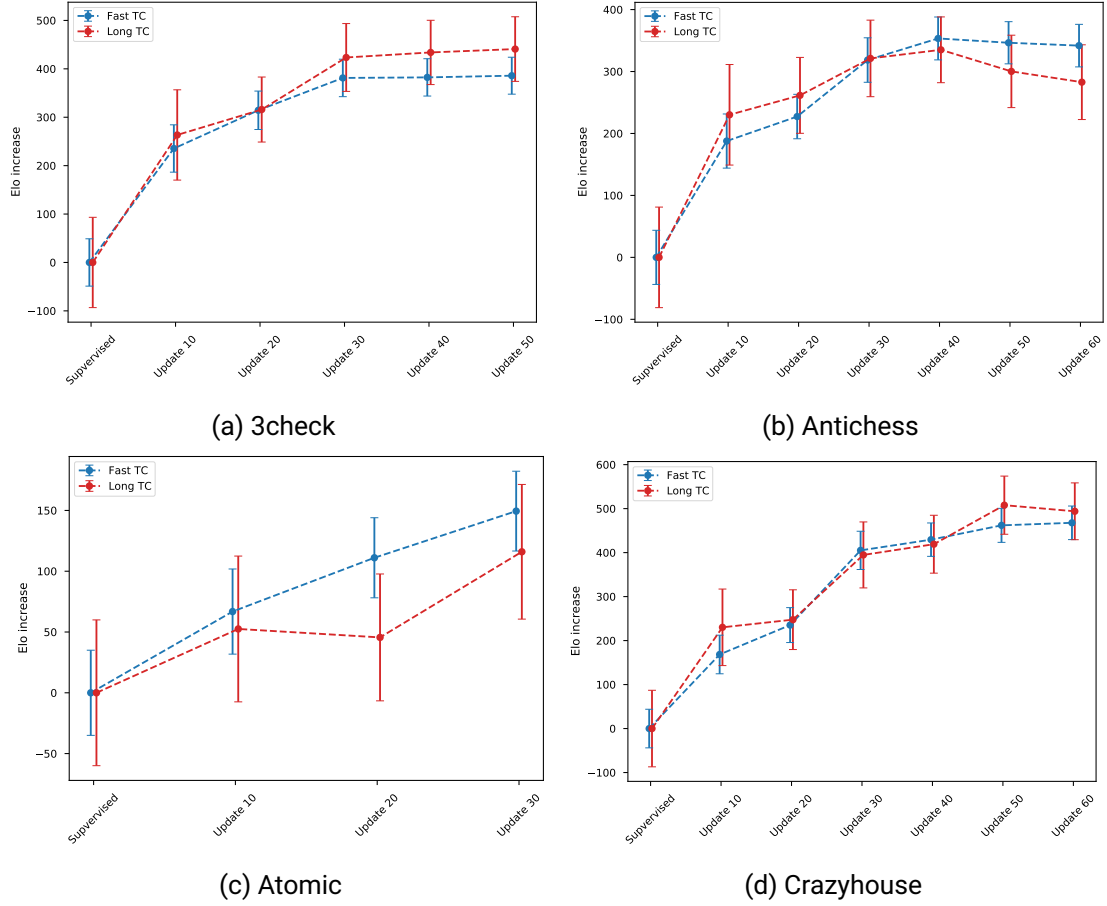 Fast TC
Long TC
Elo increase
500
400
300
200
100
0
−100
Supvervised
Update 10
Update 20
Update 30
Update 40
Update 50
(a) 3check
Fast TC
Long TC
Elo increase
400
300
200
100
0
−100
Supvervised
Update 10
Update 20
Update 30
Update 40
Update 50
Update 60
(b) Antichess
Fast TC
Long TC
Elo increase
150
100
50
0
−50
Supvervised
Update 10
Update 20
Update 30
(c) Atomic
Fast TC
Long TC
Elo increase
600
500
400
300
200
100
0
−100
Supvervised
Update 10
Update 20
Update 30
Update 40
Update 50
Update 60
(d) Crazyhouse